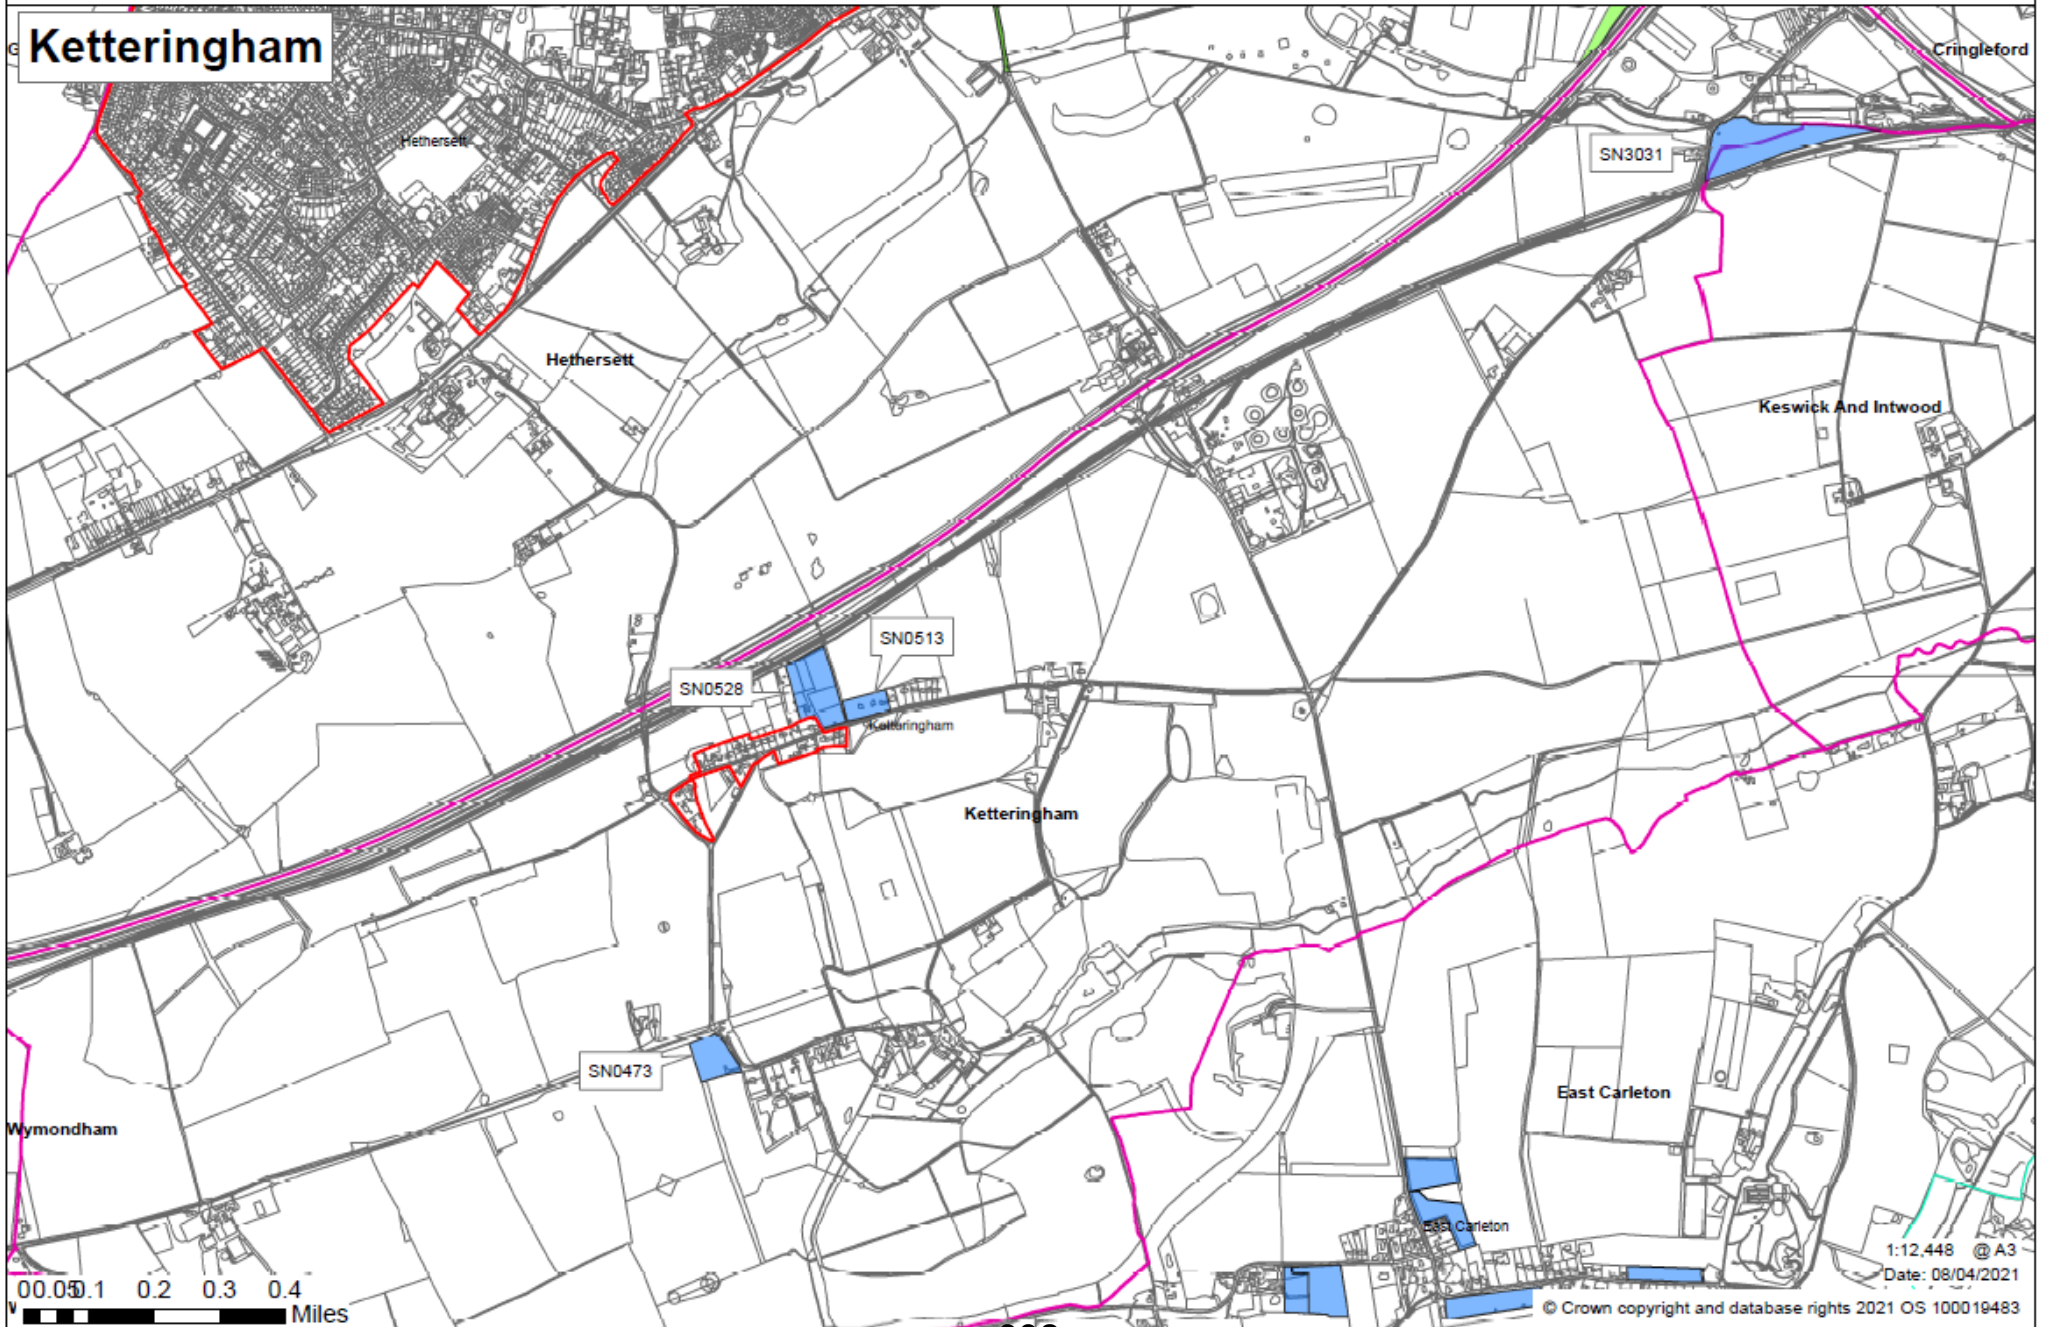 Ketteringham
Cringleford
Hethersett
SN3031
Hethersett
Keswick And Intwood
SN0513
SN0528
Ketteringham
Ketteringham
SN0473
East Carleton
Wymondham
East Carleton
1:12,448 @ A3
Date: 08/04/2021
0 0.05 0.1 0.2 0.3 0.4
Miles
© Crown copyright and database rights 2021 OS 100019483